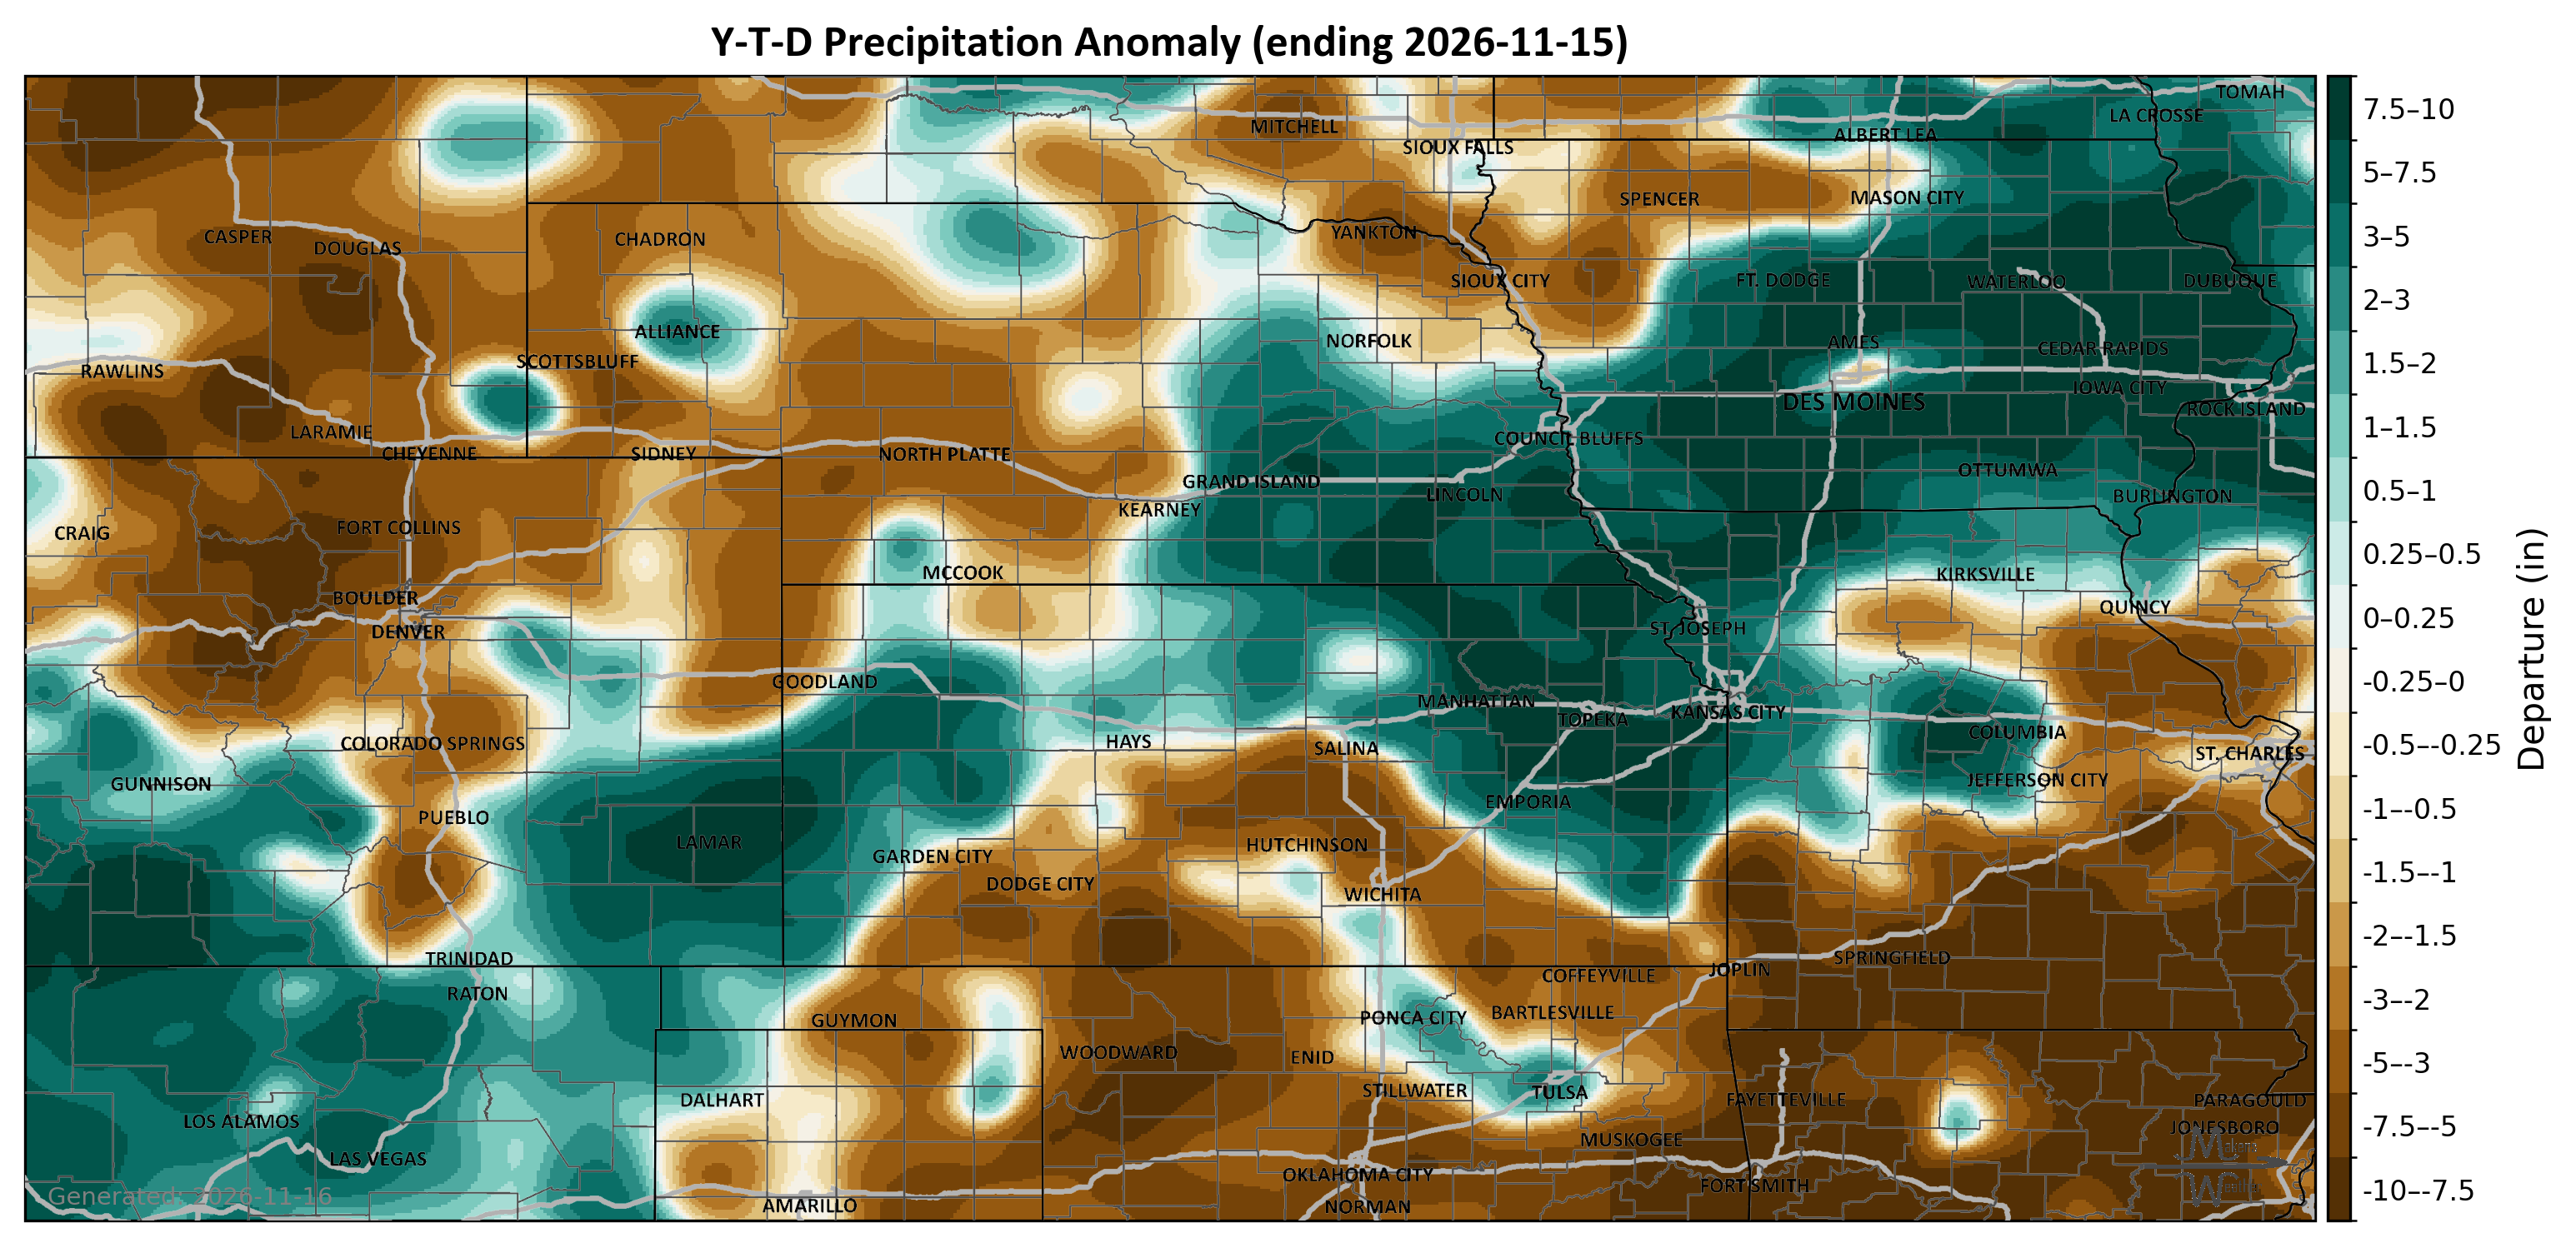 Y-T-D Precipitation Anomaly (ending 2026-11-15)
TOMAH
LA CROSSE
MITCHELL
ALBERT LEA
SIOUX FALLS
SPENCER
MASON CITY
CASPER
DOUGLAS
CHADRON
YANKTON
SIOUX CITY
FT. DODGE
WATERLOO
DUBUQUE
ALLIANCE
NORFOLK
AMES
CEDAR RAPIDS
SCOTTSBLUFF
RAWLINS
IOWA CITY
DES MOINES
ROCK ISLAND
LARAMIE
CHEYENNE
SIDNEY
NORTH PLATTE
COUNCIL BLUFFS
OTTUMWA
GRAND ISLAND
LINCOLN
BURLINGTON
KEARNEY
CRAIG
FORT COLLINS
MCCOOK
KIRKSVILLE
BOULDER
QUINCY
DENVER
ST. JOSEPH
GOODLAND
MANHATTAN
TOPEKA
KANSAS CITY
COLUMBIA
COLORADO SPRINGS
HAYS
SALINA
ST. CHARLES
GUNNISON
JEFFERSON CITY
EMPORIA
PUEBLO
LAMAR
HUTCHINSON
GARDEN CITY
DODGE CITY
WICHITA
TRINIDAD
SPRINGFIELD
JOPLIN
COFFEYVILLE
RATON
BARTLESVILLE
GUYMON
PONCA CITY
WOODWARD
ENID
STILLWATER
TULSA
DALHART
FAYETTEVILLE
PARAGOULD
LOS ALAMOS
JONESBORO
MUSKOGEE
LAS VEGAS
OKLAHOMA CITY
FORT SMITH
AMARILLO
NORMAN
Generated: 2026-11-16
7.5–10
5–7.5
3–5
2–3
1.5–2
1–1.5
0.5–1
0.25–0.5
0–0.25
-0.25–0
-0.5–-0.25
-1–-0.5
-1.5–-1
-2–-1.5
-3–-2
-5–-3
-7.5–-5
-10–-7.5
Departure (in)